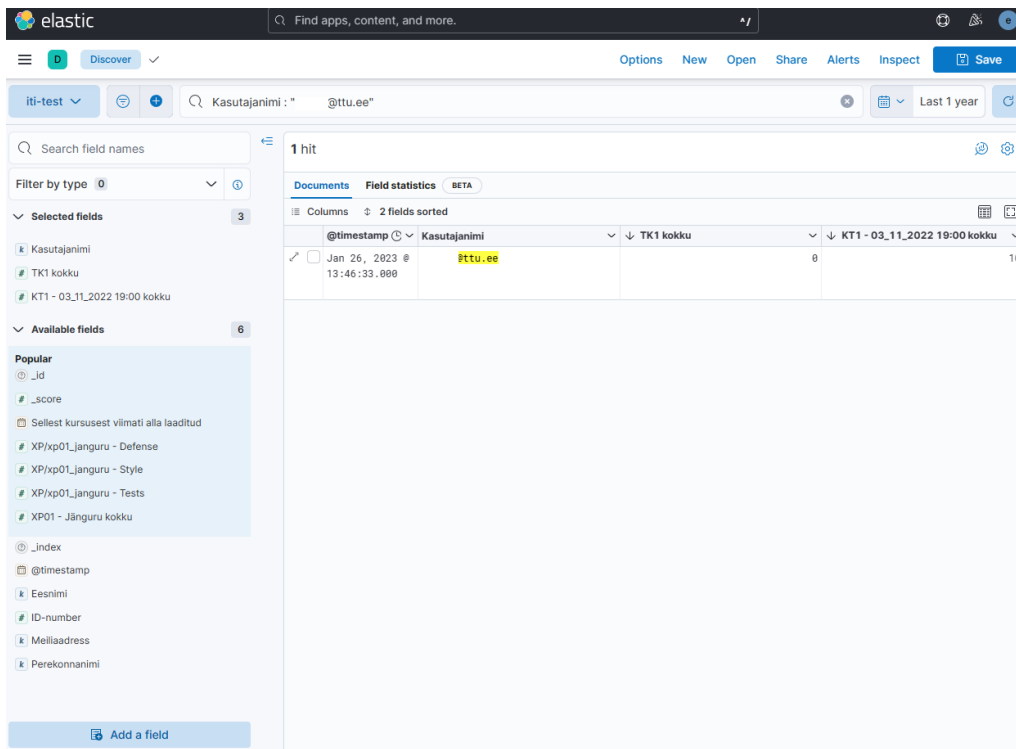 elastic
Find apps, content, and more.
^/
e
D
Discover
Options
New
Open
Share
Alerts
Inspect
Save
iti-test
Kasutajanimi : " @ttu.ee"
Last 1 year
Search field names
Filter by type 0
Selected fields 3
k Kasutajanimi
# TK1 kokku
# KT1 - 03_11_2022 19:00 kokku
Available fields 6
Popular
_id
# _score
Sellest kursusest viimati alla laaditud
# XP/xp01_janguru - Defense
# XP/xp01_janguru - Style
# XP/xp01_janguru - Tests
# XP01 - Jänguru kokku
_index
@timestamp
k Eesnimi
# ID-number
k Meiliaadress
k Perekonnanimi
Add a field
1 hit
Documents
Field statistics
BETA
Columns
2 fields sorted
@timestamp
Kasutajanimi
TK1 kokku
KT1 - 03_11_2022 19:00 kokku
Jan 26, 2023 @
13:46:33.000
@ttu.ee
0